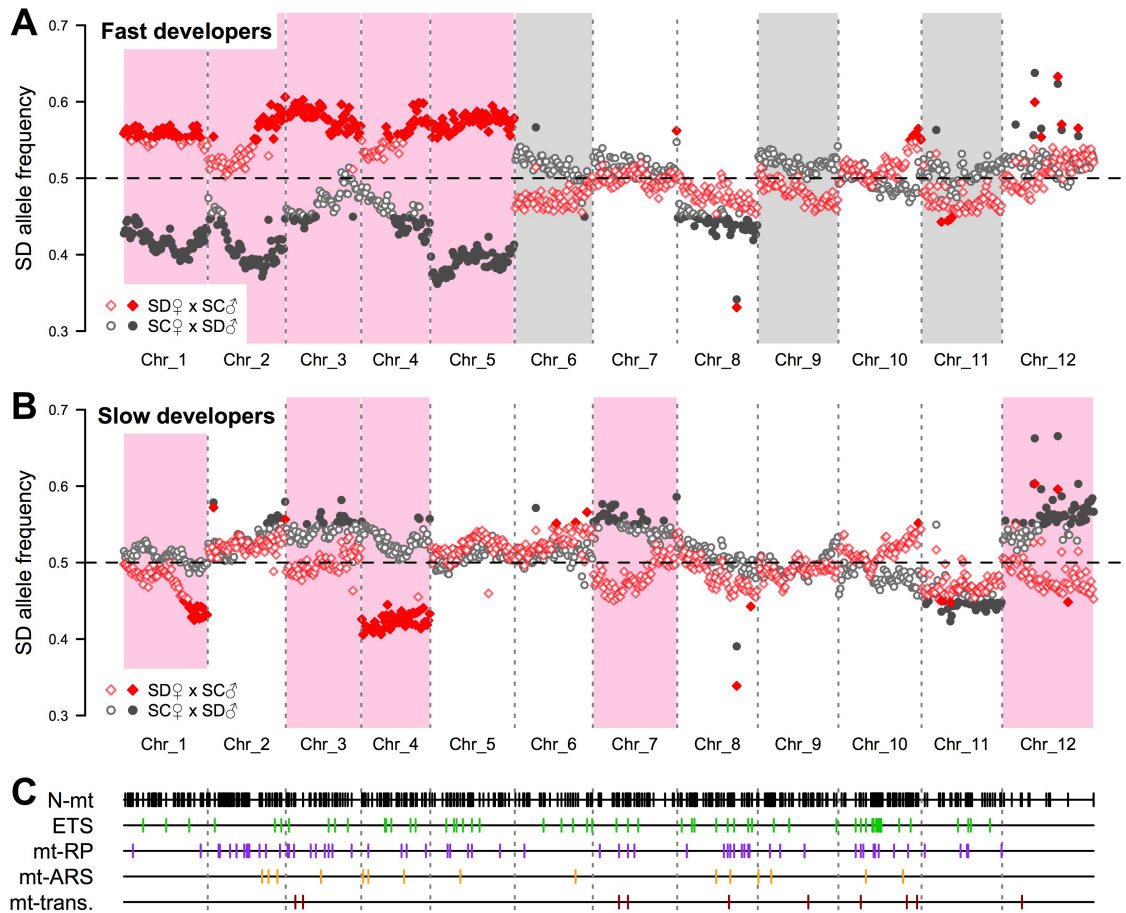 A
Fast developers
SD allele frequency
0.7
0.6
0.5
0.4
0.3
SD♀ x SC♂
SC♀ x SD♂
Chr_1 Chr_2 Chr_3 Chr_4 Chr_5 Chr_6 Chr_7 Chr_8 Chr_9 Chr_10 Chr_11 Chr_12
B
Slow developers
SD allele frequency
0.7
0.6
0.5
0.4
0.3
SD♀ x SC♂
SC♀ x SD♂
Chr_1 Chr_2 Chr_3 Chr_4 Chr_5 Chr_6 Chr_7 Chr_8 Chr_9 Chr_10 Chr_11 Chr_12
C
N-mt
ETS
mt-RP
mt-ARS
mt-trans.